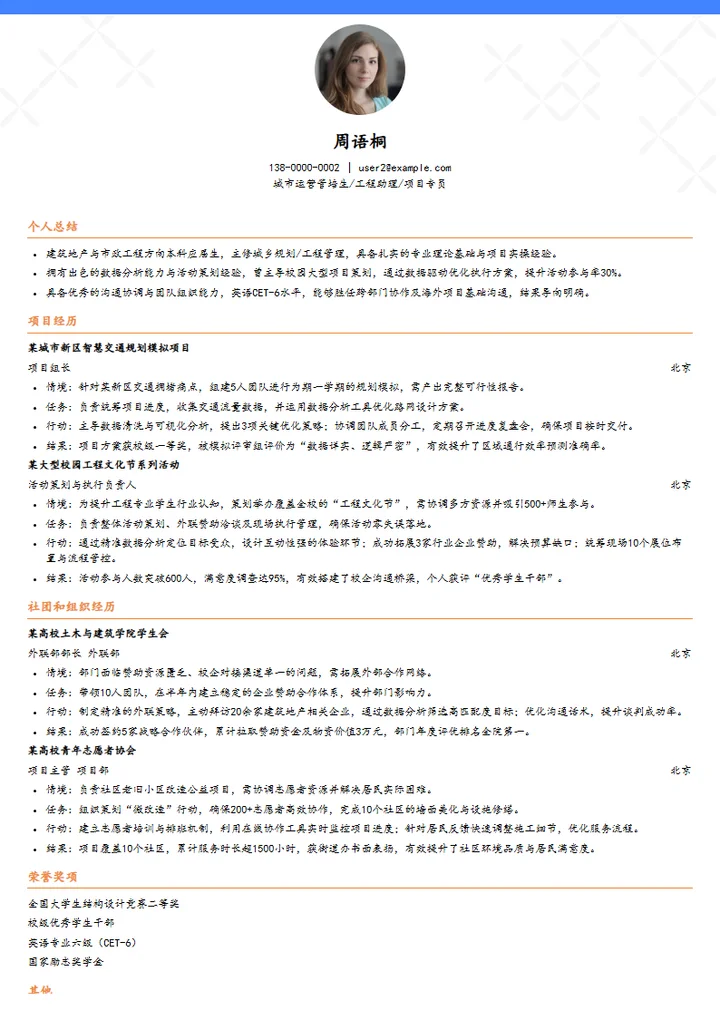 周语桐
138-0000-0002 | user2@example.com
城市运营管培生/工程助理/项目专员
个人总结
• 建筑地产与市政工程方向本科应届生，主修城乡规划/工程管理，具备扎实的专业理论基础与项目实操经验。
• 拥有出色的数据分析能力与活动策划经验，曾主导校园大型项目策划，通过数据驱动优化执行方案，提升活动参与率30%。
• 具备优秀的沟通协调与团队组织能力，英语CET-6水平，能够胜任跨部门协作及海外项目基础沟通，结果导向明确。
项目经历
某城市新区智慧交通规划模拟项目
项目组长 北京
• 情境：针对某新区交通拥堵痛点，组建5人团队进行为期一学期的规划模拟，需产出完整可行性报告。
• 任务：负责统筹项目进度，收集交通流量数据，并运用数据分析工具优化路网设计方案。
• 行动：主导数据清洗与可视化分析，提出3项关键优化策略；协调团队成员分工，定期召开进度复盘会，确保项目按时交付。
• 结果：项目方案获校级一等奖，被模拟评审组评价为“数据详实、逻辑严密”，有效提升了区域通行效率预测准确率。
某大型校园工程文化节系列活动
活动策划与执行负责人 北京
• 情境：为提升工程专业学生行业认知，策划举办覆盖全校的“工程文化节”，需协调多方资源并吸引500+师生参与。
• 任务：负责整体活动策划、外联赞助洽谈及现场执行管理，确保活动零失误落地。
• 行动：通过精准数据分析定位目标受众，设计互动性强的体验环节；成功拓展3家行业企业赞助，解决预算缺口；统筹现场10个展位布
置与流程管控。
• 结果：活动参与人数突破600人，满意度调查达95%，有效搭建了校企沟通桥梁，个人获评“优秀学生干部”。
社团和组织经历
某高校土木与建筑学院学生会
外联部部长 外联部 北京
• 情境：部门面临赞助资源匮乏、校企对接渠道单一的问题，需拓展外部合作网络。
• 任务：带领10人团队，在半年内建立稳定的企业赞助合作体系，提升部门影响力。
• 行动：制定精准的外联策略，主动拜访20余家建筑地产相关企业，通过数据分析筛选高匹配度目标；优化沟通话术，提升谈判成功率。
• 结果：成功签约5家战略合作伙伴，累计拉取赞助资金及物资价值3万元，部门年度评优排名全院第一。
某高校青年志愿者协会
项目主管 项目部 北京
• 情境：负责社区老旧小区改造公益项目，需协调志愿者资源并解决居民实际困难。
• 任务：组织策划“微改造”行动，确保200+志愿者高效协作，完成10个社区的墙面美化与设施修缮。
• 行动：建立志愿者培训与排班机制，利用在线协作工具实时监控项目进度；针对居民反馈快速调整施工细节，优化服务流程。
• 结果：项目覆盖10个社区，累计服务时长超1500小时，获街道办书面表扬，有效提升了社区环境品质与居民满意度。
荣誉奖项
全国大学生结构设计竞赛二等奖
校级优秀学生干部
英语专业六级（CET-6）
国家励志奖学金
其他